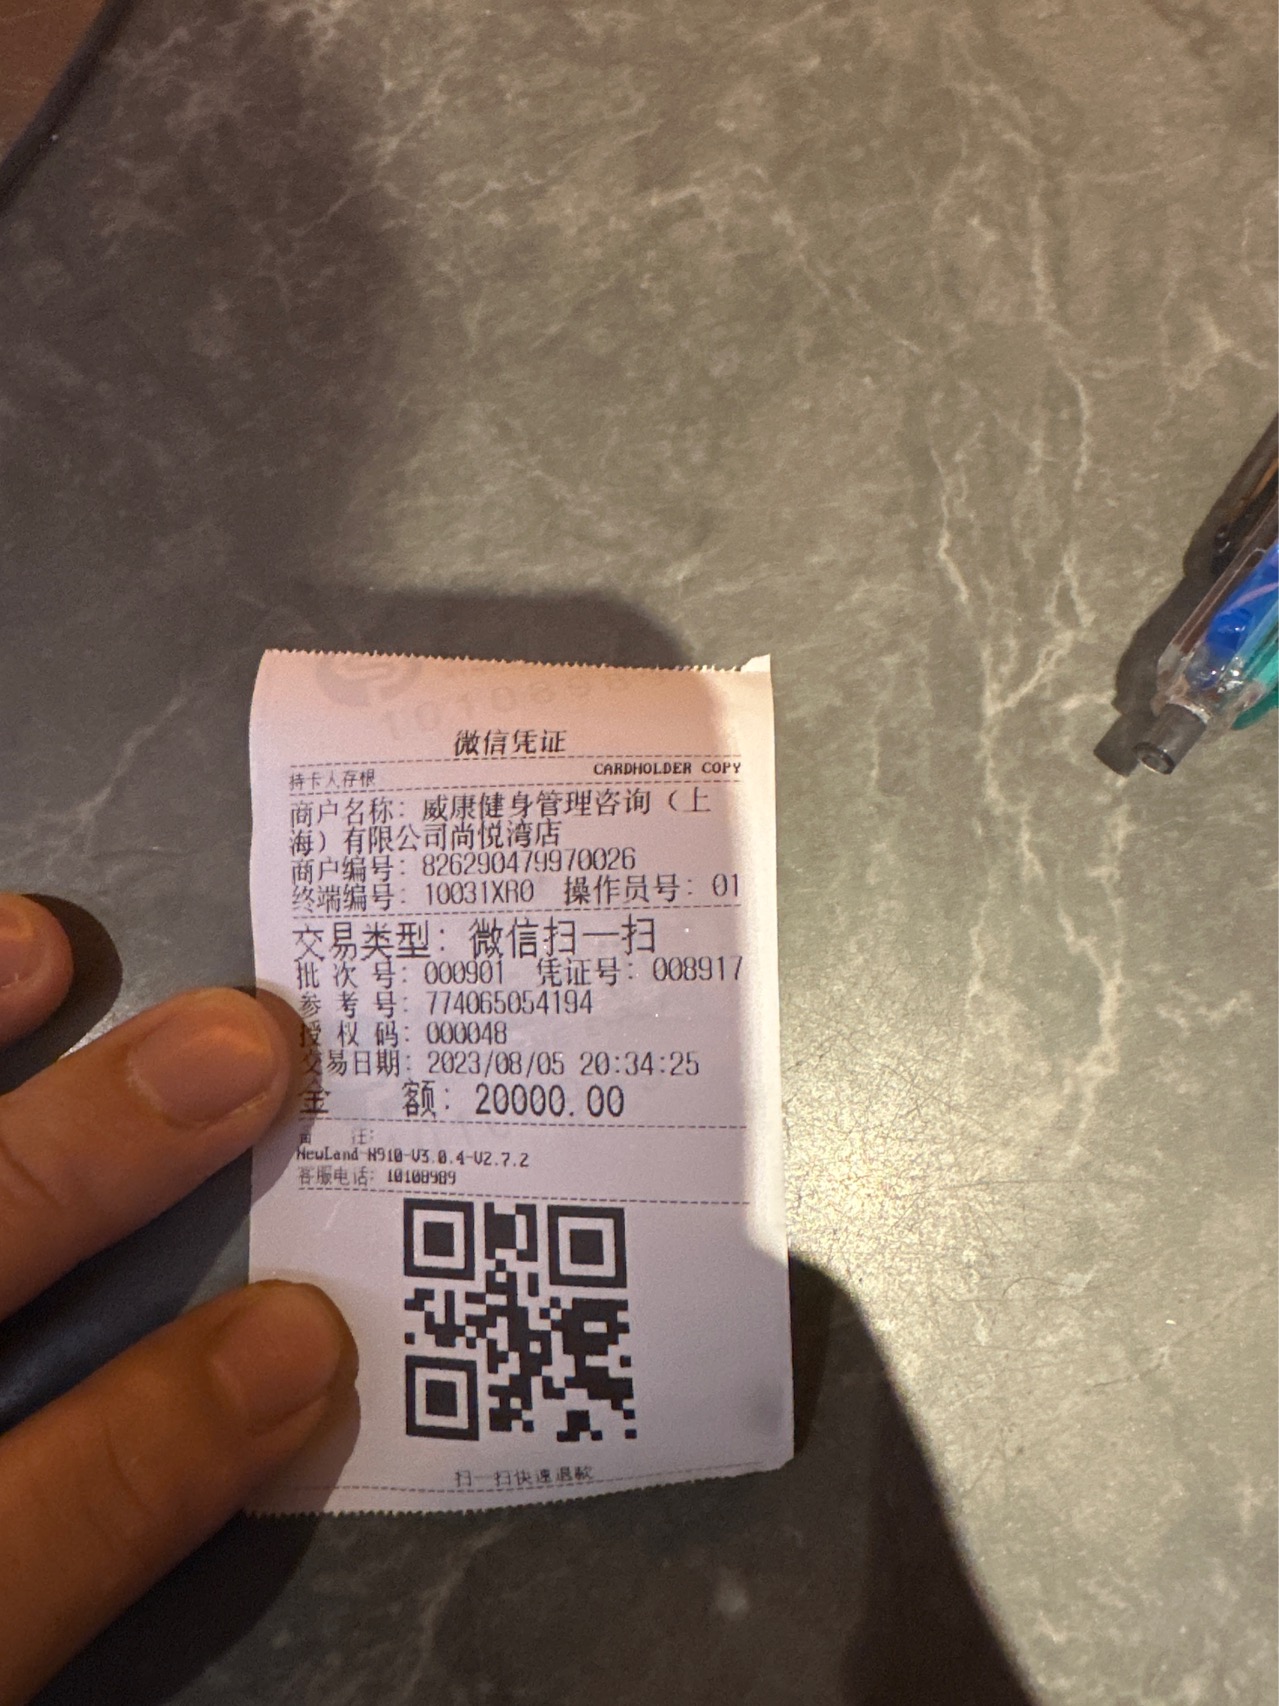 微信凭证
持卡人存根 CARDHOLDER COPY
商户名称: 威康健身管理咨询（上
海）有限公司尚悦湾店
商户编号: 826290479970026
终端编号: 10031XR0 操作员号: 01
交易类型: 微信扫一扫
批次号: 000901 凭证号: 008917
参考号: 774065054194
授权码: 000048
交易日期: 2023/08/05 20:34:25
金额: 20000.00
备注:
NewLand-N910-V3.0.4-V2.7.2
客服电话: 10108989
扫一扫快速退款